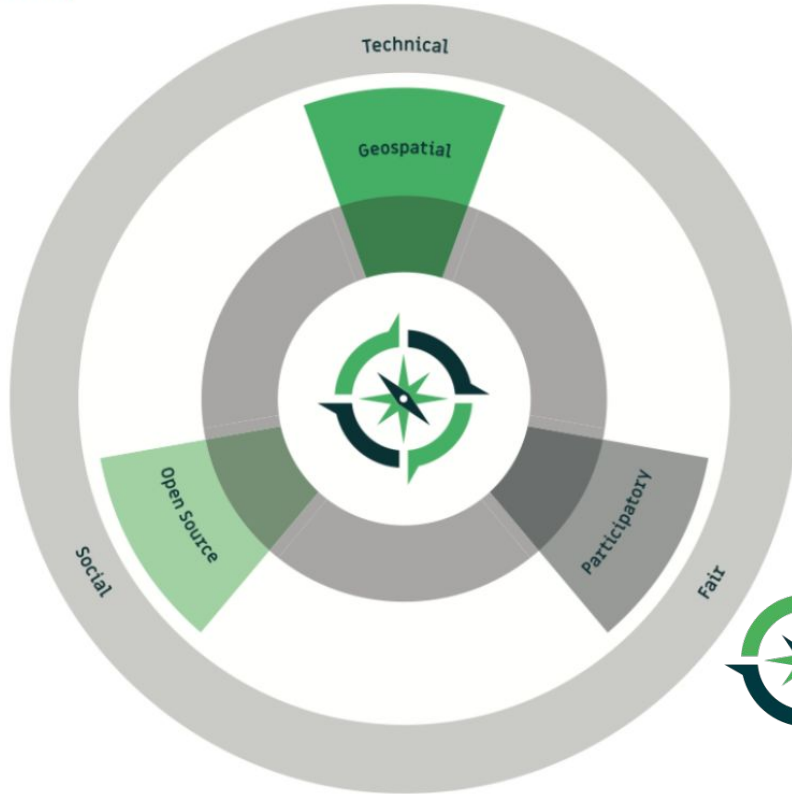 Technical
Geospatial
Open Source
Participatory
Social
Fair